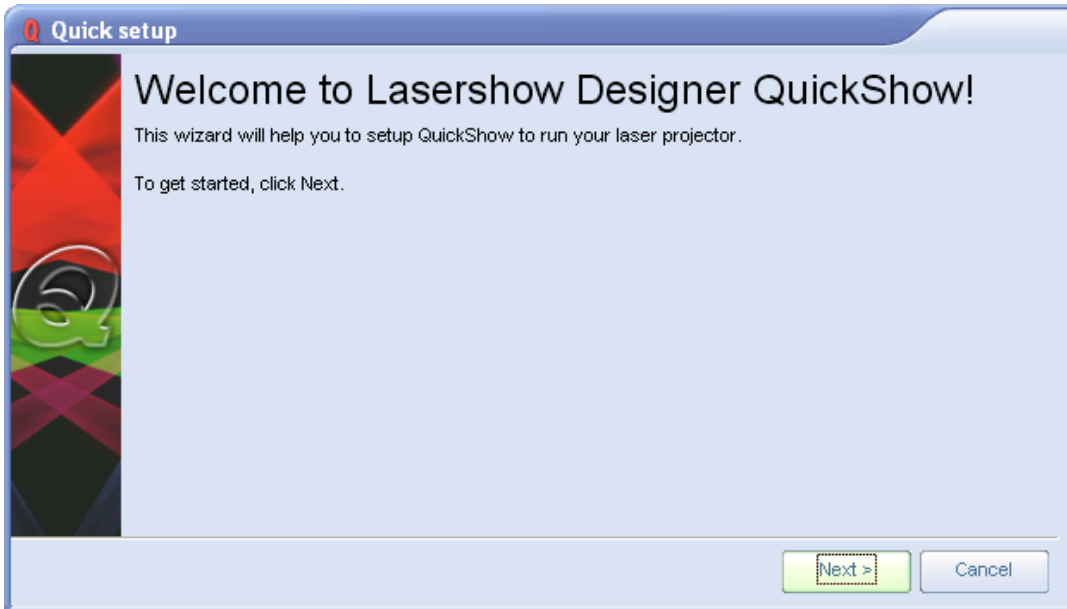 Quick setup
Welcome to Lasershow Designer QuickShow!
This wizard will help you to setup QuickShow to run your laser projector.
To get started, click Next.
Q
Next > Cancel